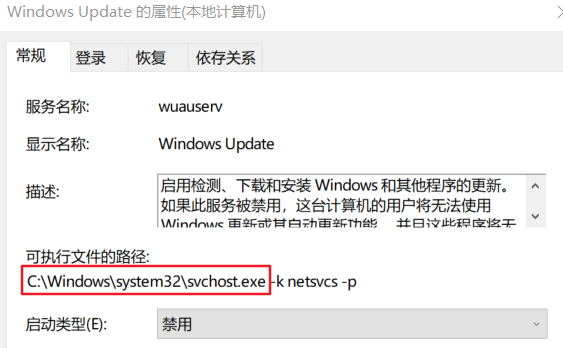 Windows Update 的属性(本地计算机)
常规 登录 恢复 依存关系
服务名称: wuauserv
显示名称: Windows Update
描述: 启用检测、下载和安装 Windows 和其他程序的更新。
如果此服务被禁用，这台计算机的用户将无法使用
Windows 更新或其自动更新功能，并且这些程序将无
可执行文件的路径:
C:\Windows\system32\svchost.exe -k netsvcs -p
启动类型(E): 禁用